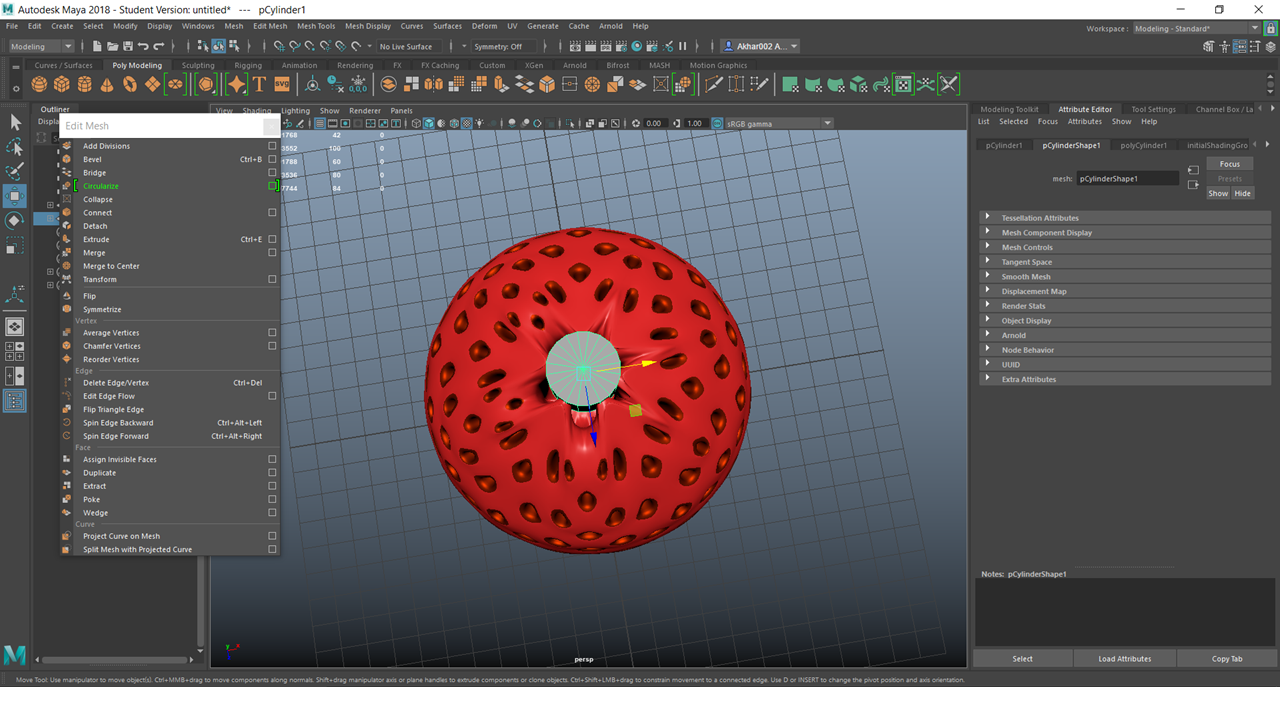 Autodesk Maya 2018 - Student Version: untitled*   ---   pCylinder1
File Edit Create Select Modify Display Windows Mesh Edit Mesh Mesh Tools Mesh Display Curves Surfaces Deform UV Generate Cache Arnold Help
Workspace : Modeling - Standard*
Modeling No Live Surface Symmetry: Off Akhar002 A...
Curves / Surfaces Poly Modeling Sculpting Rigging Animation Rendering FX FX Caching Custom XGen Arnold Bifrost MASH Motion Graphics
SVG
Outliner
Displa
View Shading Lighting Show Renderer Panels
0.00 1.00 sRGB gamma
Edit Mesh
Add Divisions
Bevel Ctrl+B
Bridge
Circularize
Collapse
Connect
Detach
Extrude Ctrl+E
Merge
Merge to Center
Transform
Flip
Symmetrize
Vertex
Average Vertices
Chamfer Vertices
Reorder Vertices
Edge
Delete Edge/Vertex Ctrl+Del
Edit Edge Flow
Flip Triangle Edge
Spin Edge Backward Ctrl+Alt+Left
Spin Edge Forward Ctrl+Alt+Right
Face
Assign Invisible Faces
Duplicate
Extract
Poke
Wedge
Curve
Project Curve on Mesh
Split Mesh with Projected Curve
1768 42 0
3552 100 0
1788 60 0
3536 80 0
7744 84 0
persp
Modeling Toolkit Attribute Editor Tool Settings Channel Box / La
List Selected Focus Attributes Show Help
pCylinder1 pCylinderShape1 polyCylinder1 initialShadingGro
mesh: pCylinderShape1
Focus
Presets
Show Hide
Tessellation Attributes
Mesh Component Display
Mesh Controls
Tangent Space
Smooth Mesh
Displacement Map
Render Stats
Object Display
Arnold
Node Behavior
UUID
Extra Attributes
Notes: pCylinderShape1
Select Load Attributes Copy Tab
Move Tool: Use manipulator to move object(s). Ctrl+MMB+drag to move components along normals. Shift+drag manipulator axis or plane handles to extrude components or clone objects. Ctrl+Shift+LMB+drag to constrain movement to a connected edge. Use D or INSERT to change the pivot position and axis orientation.